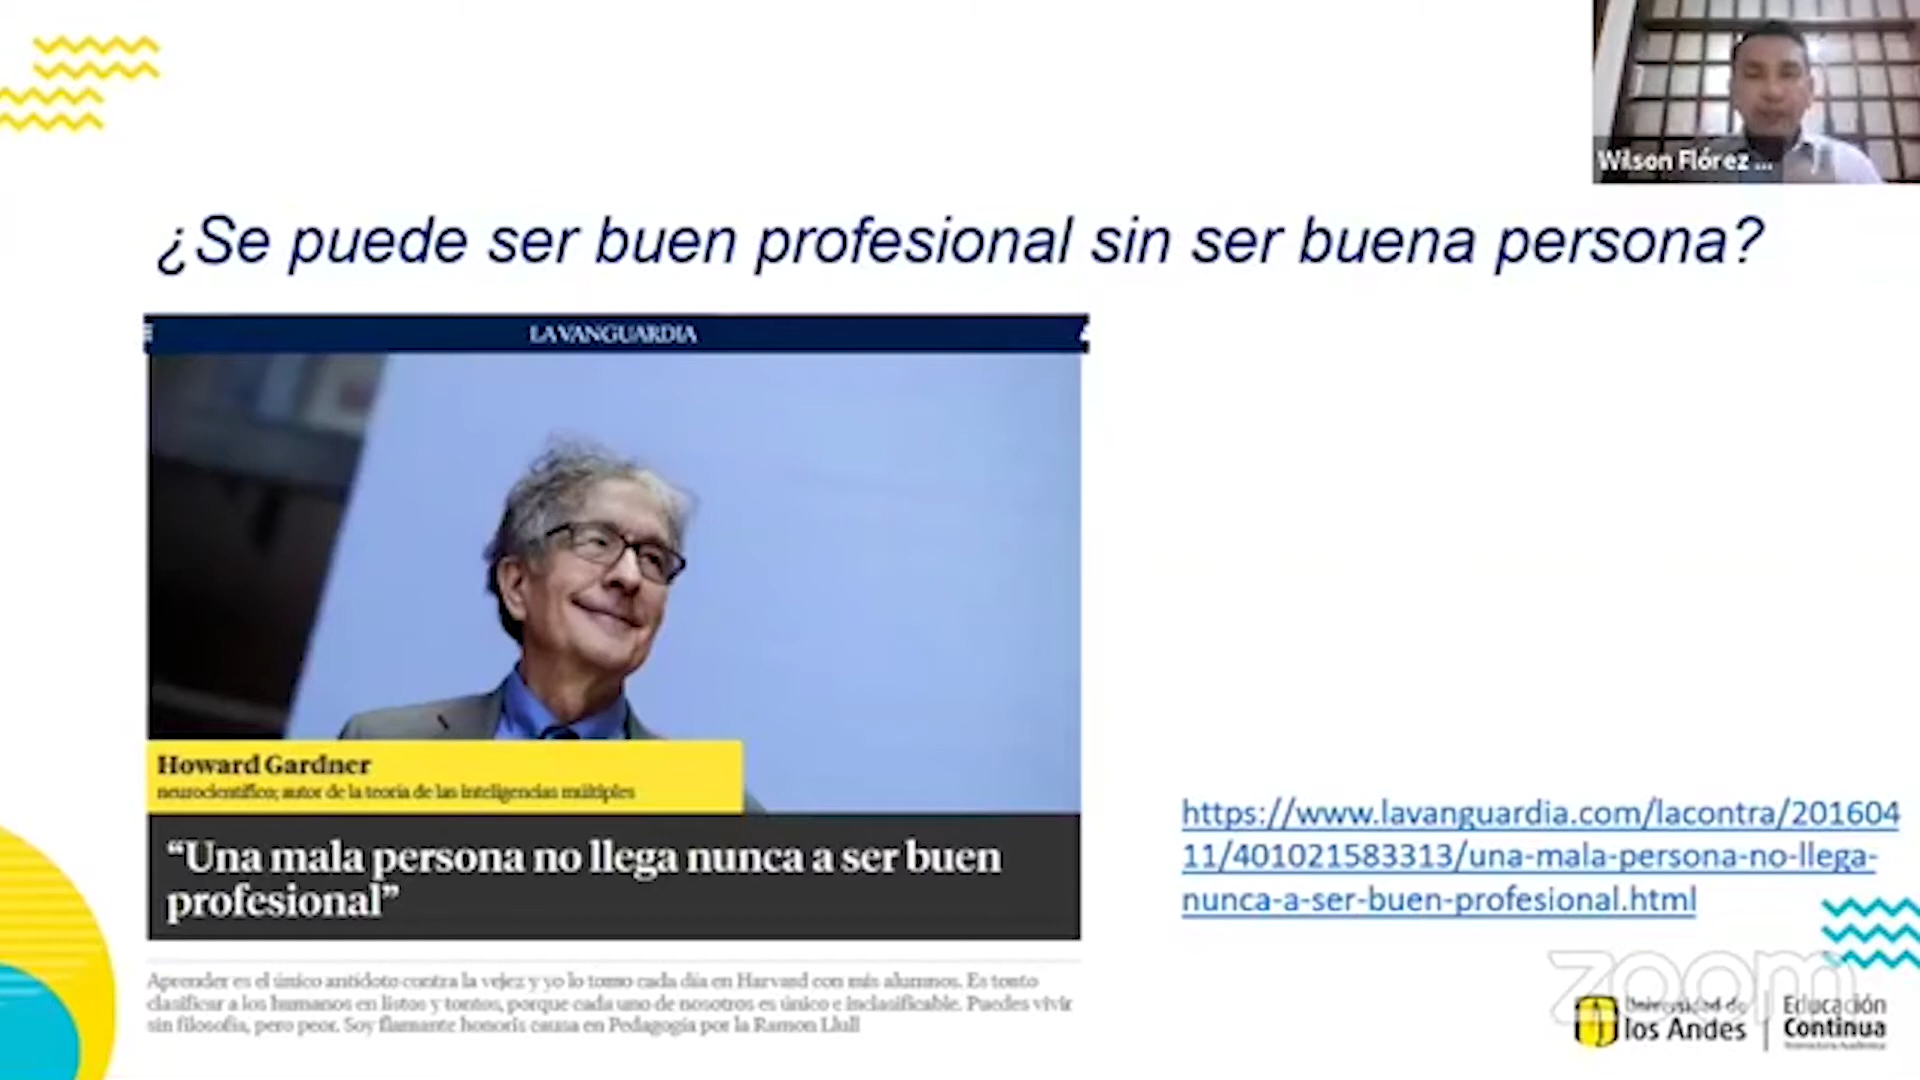 Wilson Flórez ...
¿Se puede ser buen profesional sin ser buena persona?
LA VANGUARDIA
Howard Gardner
neurocientífico; autor de la teoría de las inteligencias múltiples
“Una mala persona no llega nunca a ser buen
profesional”
Aprender es el único antídoto contra la vejez y yo lo tomo cada día en Harvard con mis alumnos. Es tonto
clasificar a los humanos en listos y tontos, porque cada uno de nosotros es único e inclasificable. Puedes vivir
sin filosofía, pero peor. Soy flamante honoris causa en Pedagogía por la Ramon Llull
https://www.lavanguardia.com/lacontra/201604
11/401021583313/una-mala-persona-no-llega-
nunca-a-ser-buen-profesional.html
zoom
Universidad de
los Andes
Educación
Continua